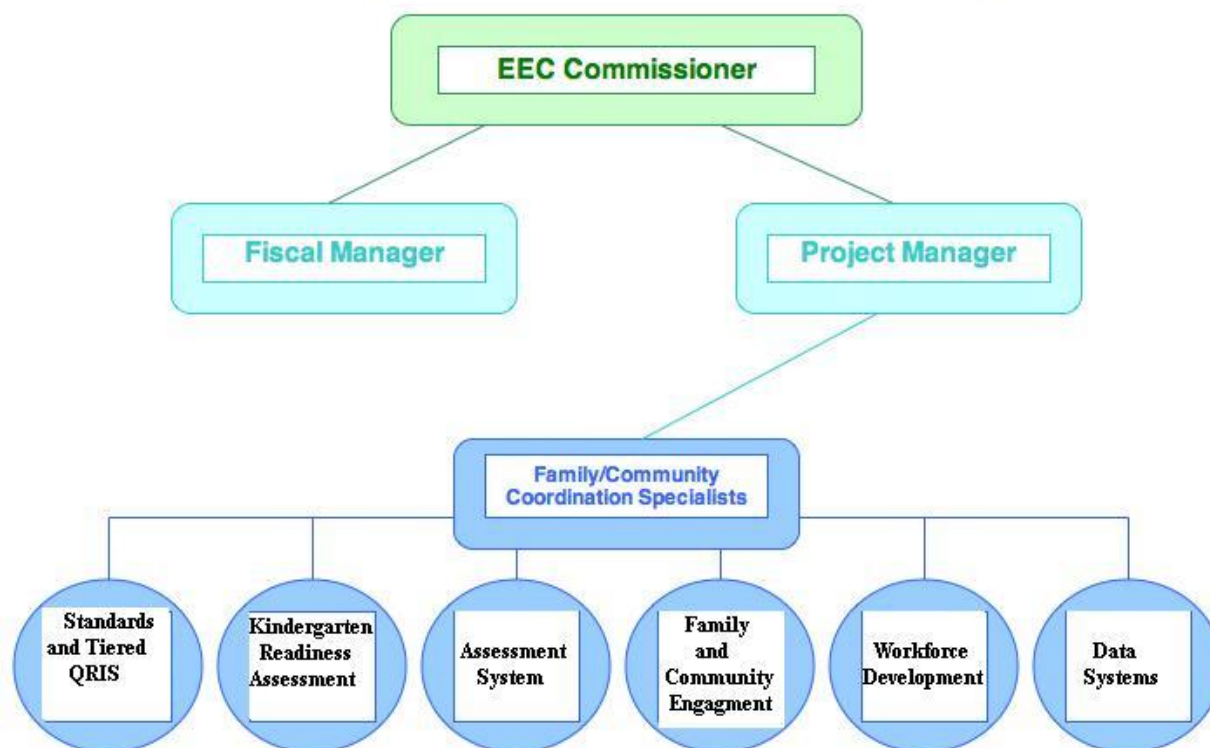 EEC Commissioner
Fiscal Manager
Project Manager
Family/Community
Coordination Specialists
Standards
and Tiered
QRIS
Kindergarten
Readiness
Assessment
Assessment
System
Family
and
Community
Engagment
Workforce
Development
Data
Systems